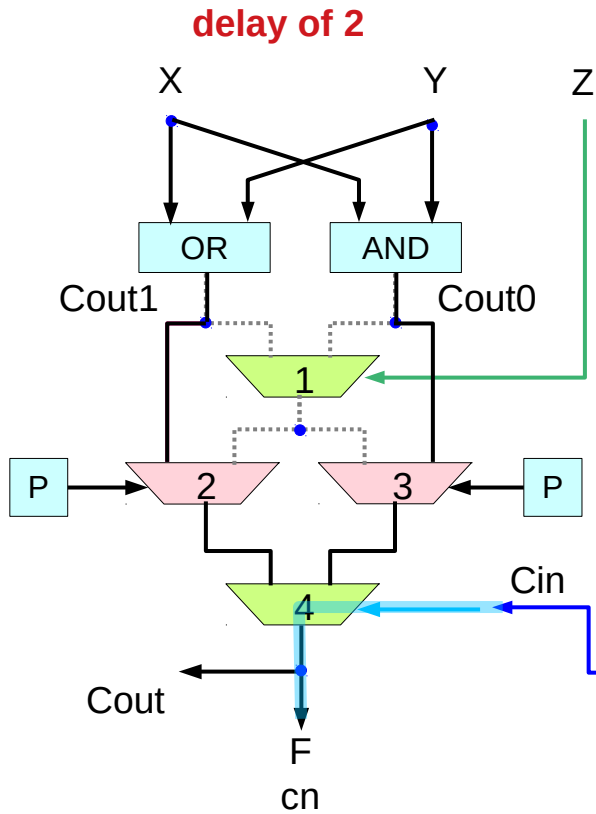 delay of 2
X Y Z
OR AND
Cout1 Cout0
1
P 2 3 P
Cin
4
Cout
F
cn